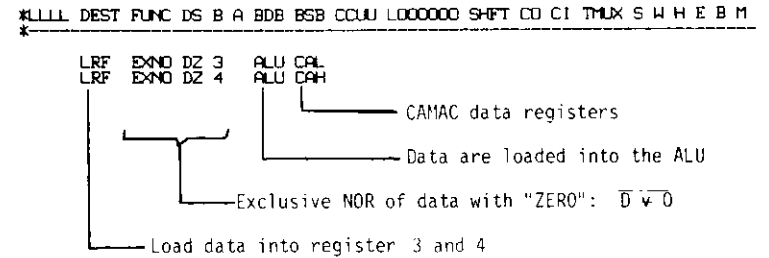 *LLLL DEST FUNC DS B A BDB BSB CCUU LOOOOOOO SHFT CO CI TMUX S W H E B M
*------------------------------------------------------------------------
LRF EXNO DZ 3 ALU CAL
LRF EXNO DZ 4 ALU CAH
CAMAC data registers
Data are loaded into the ALU
Exclusive NOR of data with "ZERO": D ∀ 0
Load data into register 3 and 4